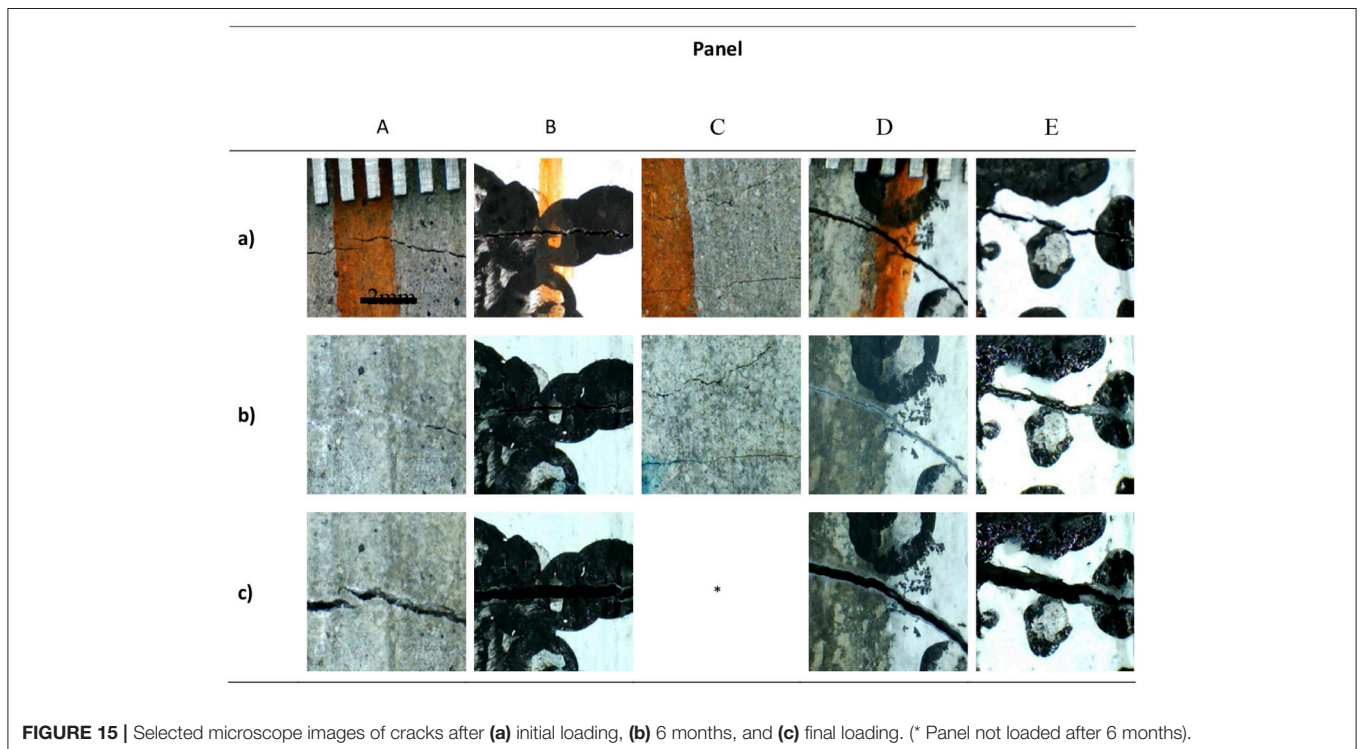 Panel
A B C D E
a)
2mm
b)
c) *
FIGURE 15 | Selected microscope images of cracks after (a) initial loading, (b) 6 months, and (c) final loading. (* Panel not loaded after 6 months).